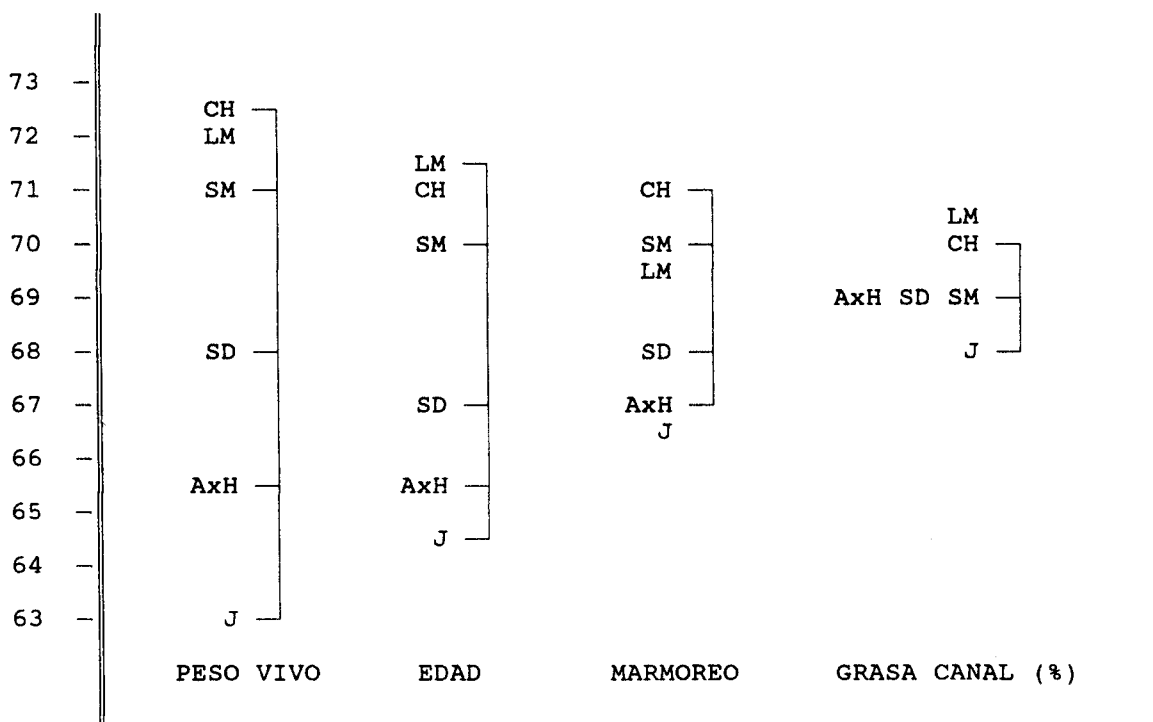 73 -
CH
72 - LM
LM
71 - SM CH CH
LM
70 - SM SM CH
LM
69 - AxH SD SM
68 - SD SD J
67 - SD AxH
J
66 -
AxH AxH
65 -
J
64 -
63 - J
PESO VIVO EDAD MARMOREO GRASA CANAL (%)